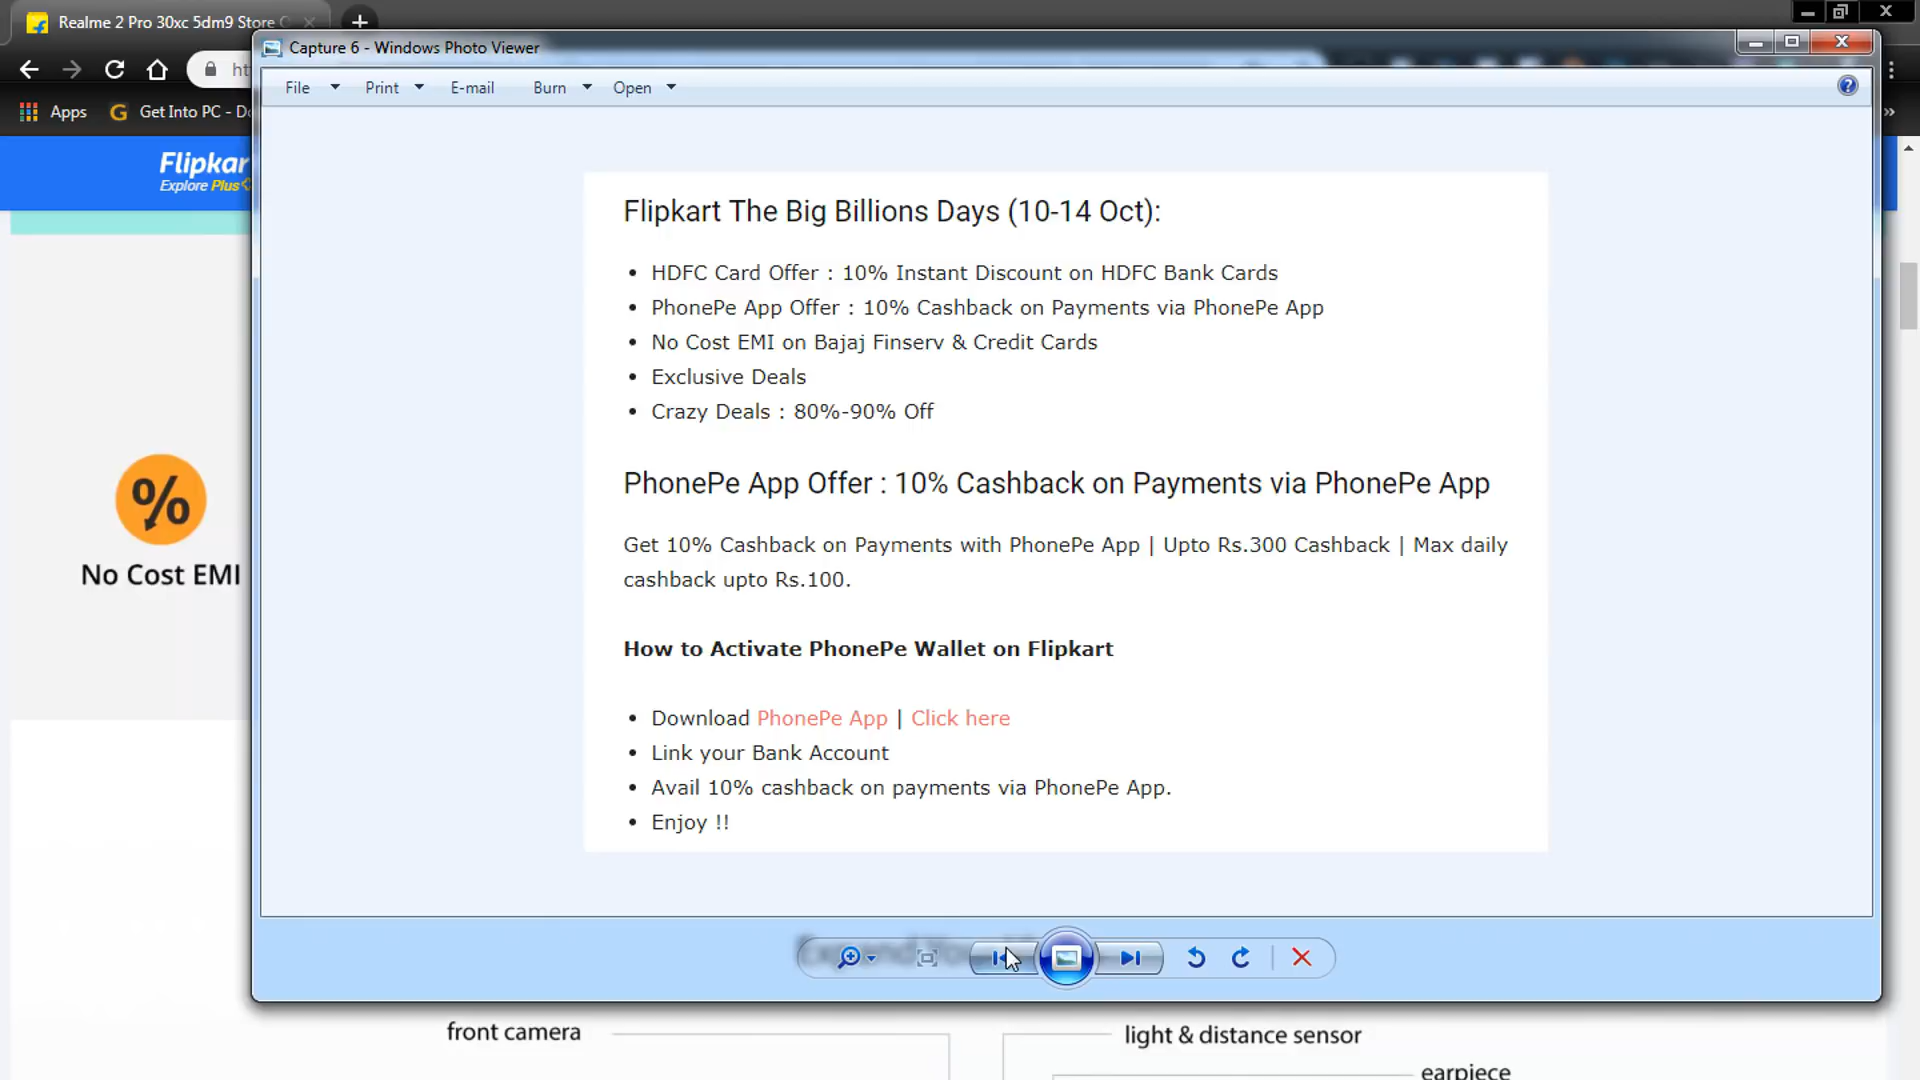 Realme 2 Pro 30xc 5dm9 Store
Capture 6 - Windows Photo Viewer
File Print E-mail Burn Open
Apps Get Into PC - Do
Flipkar
Explore Plus
Flipkart The Big Billions Days (10-14 Oct):
• HDFC Card Offer : 10% Instant Discount on HDFC Bank Cards
• PhonePe App Offer : 10% Cashback on Payments via PhonePe App
• No Cost EMI on Bajaj Finserv & Credit Cards
• Exclusive Deals
• Crazy Deals : 80%-90% Off
PhonePe App Offer : 10% Cashback on Payments via PhonePe App
Get 10% Cashback on Payments with PhonePe App | Upto Rs.300 Cashback | Max daily
cashback upto Rs.100.
%
No Cost EMI
How to Activate PhonePe Wallet on Flipkart
• Download PhonePe App | Click here
• Link your Bank Account
• Avail 10% cashback on payments via PhonePe App.
• Enjoy !!
front camera
light & distance sensor
earpiece